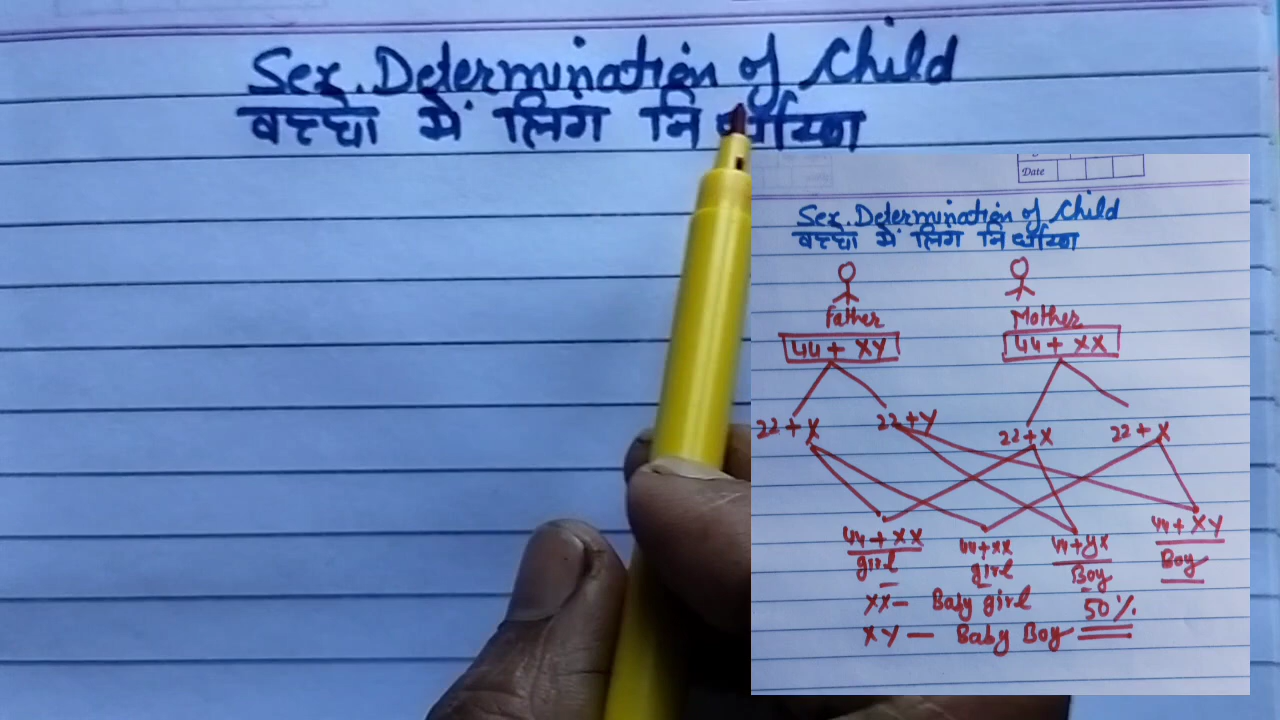 Sex. Determination of Child
बच्चो में लिंग निर्धारण
Date
Sex. Determination of Child
बच्चो में लिंग निर्धारण
Father Mother
44 + XY 44 + XX
22 + X 22 + Y 22 + X 22 + X
44 + XX 44 + XX 44 + YX 44 + XY
girl girl Boy Boy
XX — Baby girl 50%
XY — Baby Boy